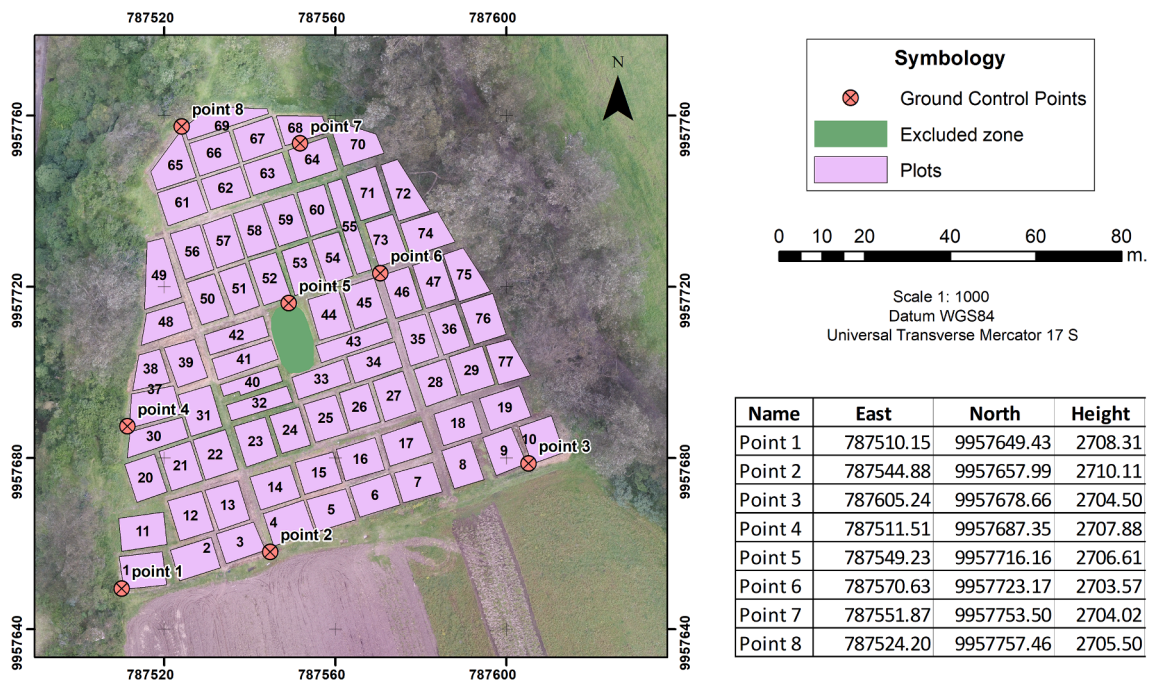 787520 787560 787600
N
9957760 9957760
point 8
69
68 point 7
67
66
70
65
64
63
62
61
71 72
60
59
58
55
57
74
73
56
54
point 6
53
49
52
75
47
51
46
50
point 5
9957720 9957720
45
44
48
76
36
42
35
43
41
39
34
38
77
29
33
40
28
37
27
32
26
19
31
25
point 4
18
24
30
10
17
23
point 3
9
22
16
8
21
9957680 9957680
20
15
7
14
6
13
5
12
4
11
point 2
3
2
1 point 1
9957640 9957640
787520 787560 787600
Symbology
Ground Control Points
Excluded zone
Plots
0 10 20 40 60 80
m.
Scale 1: 1000
Datum WGS84
Universal Transverse Mercator 17 S
Name East North Height
Point 1 787510.15 9957649.43 2708.31
Point 2 787544.88 9957657.99 2710.11
Point 3 787605.24 9957678.66 2704.50
Point 4 787511.51 9957687.35 2707.88
Point 5 787549.23 9957716.16 2706.61
Point 6 787570.63 9957723.17 2703.57
Point 7 787551.87 9957753.50 2704.02
Point 8 787524.20 9957757.46 2705.50